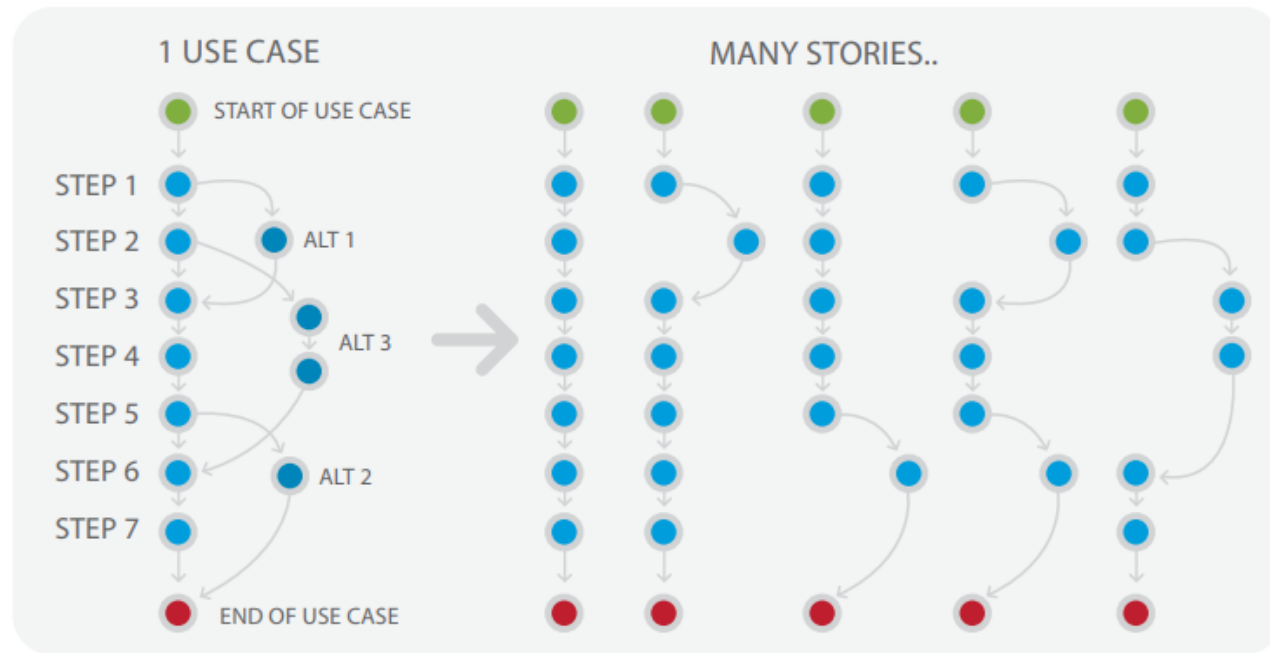 1 USE CASE
MANY STORIES..
START OF USE CASE
STEP 1
STEP 2
ALT 1
STEP 3
STEP 4
ALT 3
STEP 5
STEP 6
ALT 2
STEP 7
END OF USE CASE